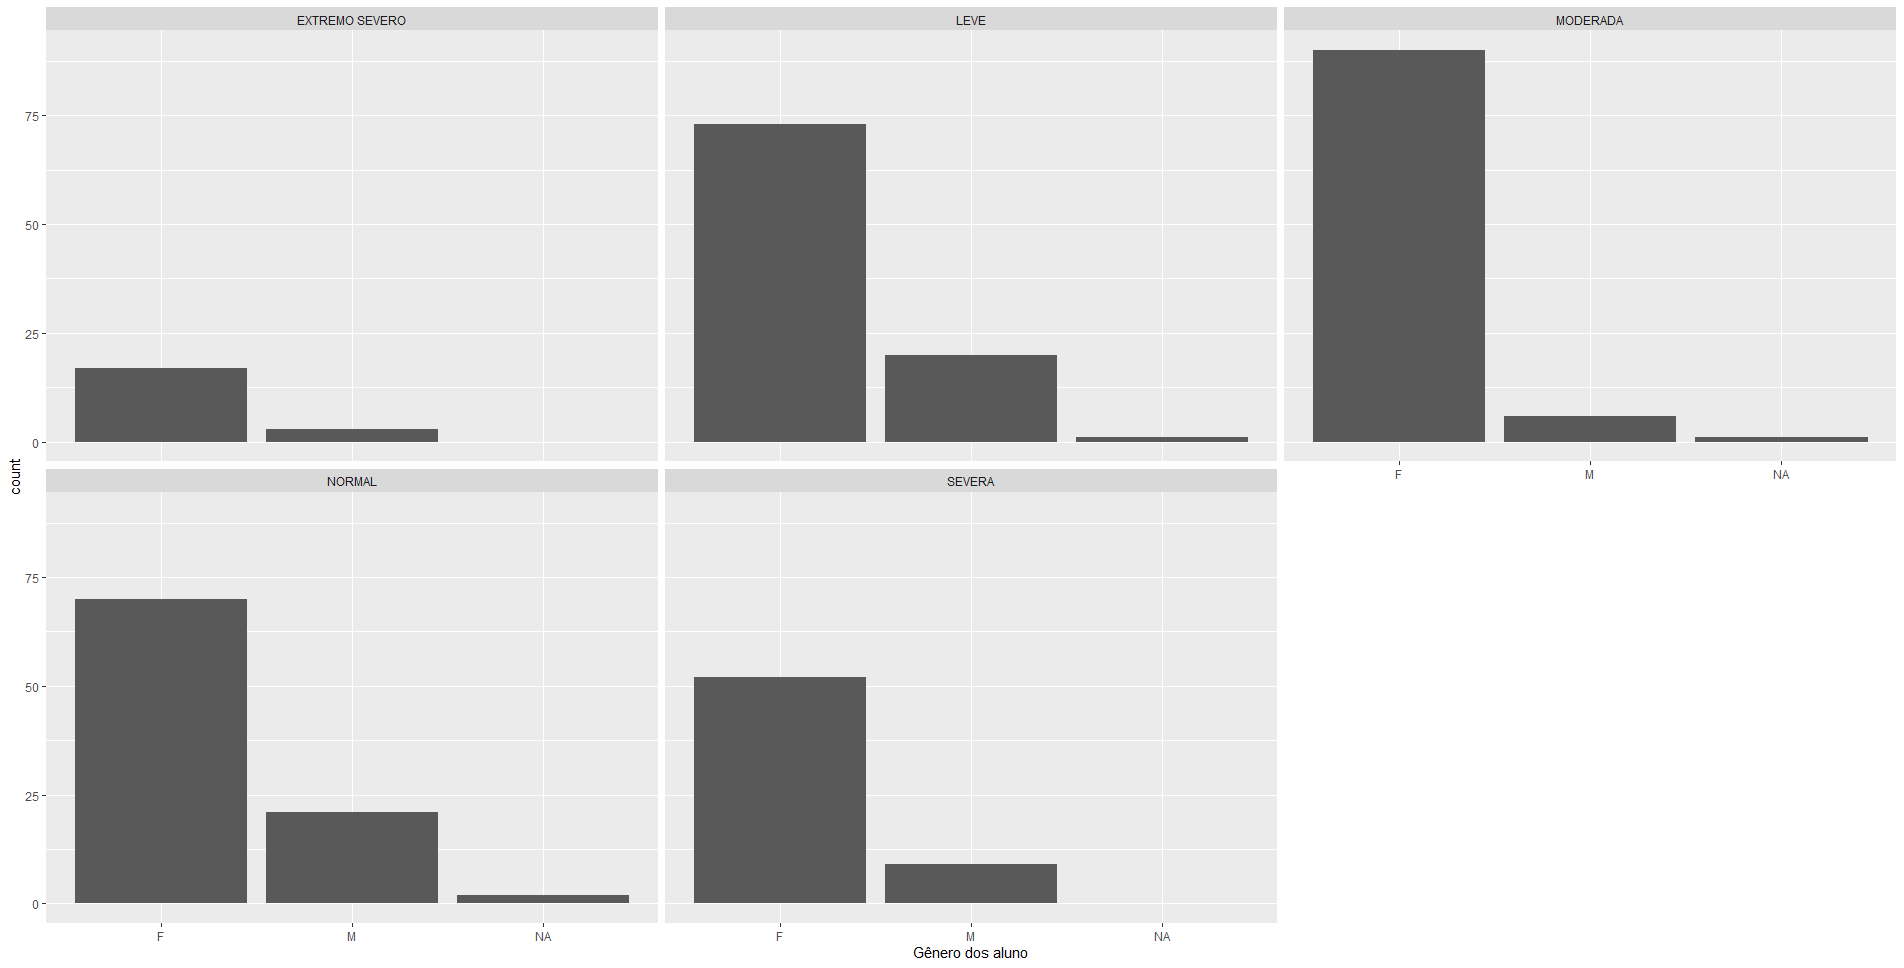 EXTREMO SEVERO
LEVE
MODERADA
75
50
25
0
F
M
NA
count
NORMAL
SEVERA
75
50
25
0
F
M
NA
F
M
NA
Gênero dos aluno